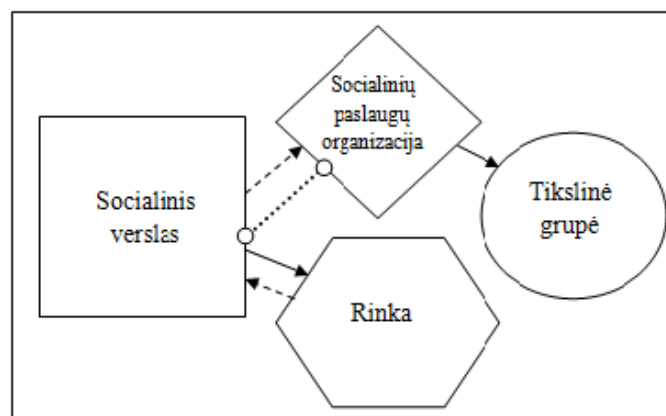 Socialinių
paslaugų
organizacija
Socialinis
verslas
Tikslinė
grupė
Rinka